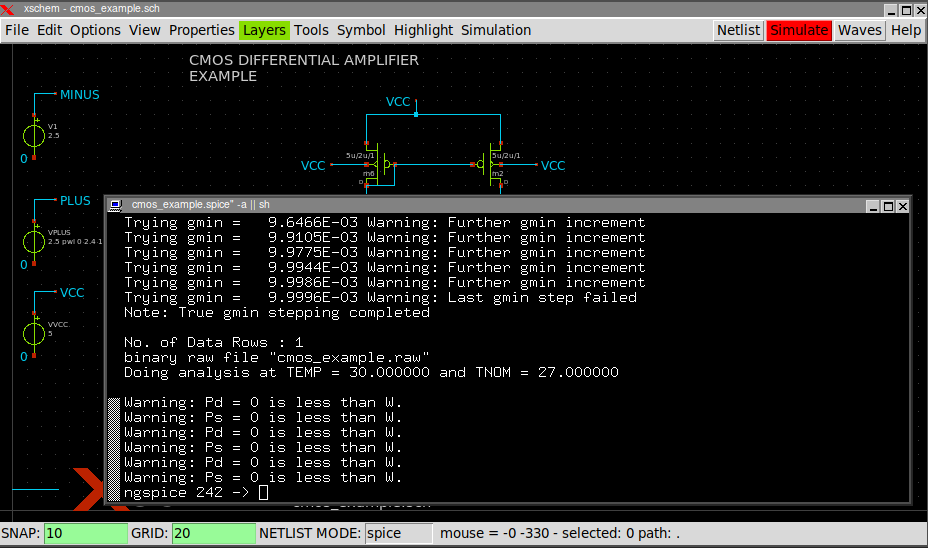 xschem - cmos_example.sch
File Edit Options View Properties Layers Tools Symbol Highlight Simulation Netlist Simulate Waves Help
CMOS DIFFERENTIAL AMPLIFIER
EXAMPLE
MINUS
V1
2.5
0
VCC
5u/2u/1
5u/2u/1
VCC
VCC
m6
m2
0
0
PLUS
VPLUS
2.5 pwl 0 2.4 1
0
VCC
VVCC
5
0
cmos_example.spice" -a || sh
Trying gmin = 9.6466E-03 Warning: Further gmin increment
Trying gmin = 9.9105E-03 Warning: Further gmin increment
Trying gmin = 9.9775E-03 Warning: Further gmin increment
Trying gmin = 9.9944E-03 Warning: Further gmin increment
Trying gmin = 9.9986E-03 Warning: Further gmin increment
Trying gmin = 9.9996E-03 Warning: Last gmin step failed
Note: True gmin stepping completed
No. of Data Rows : 1
binary raw file "cmos_example.raw"
Doing analysis at TEMP = 30.000000 and TNOM = 27.000000
Warning: Pd = 0 is less than W.
Warning: Ps = 0 is less than W.
Warning: Pd = 0 is less than W.
Warning: Ps = 0 is less than W.
Warning: Pd = 0 is less than W.
Warning: Ps = 0 is less than W.
ngspice 242 ->
SNAP: 10 GRID: 20 NETLIST MODE: spice mouse = -0 -330 - selected: 0 path: .